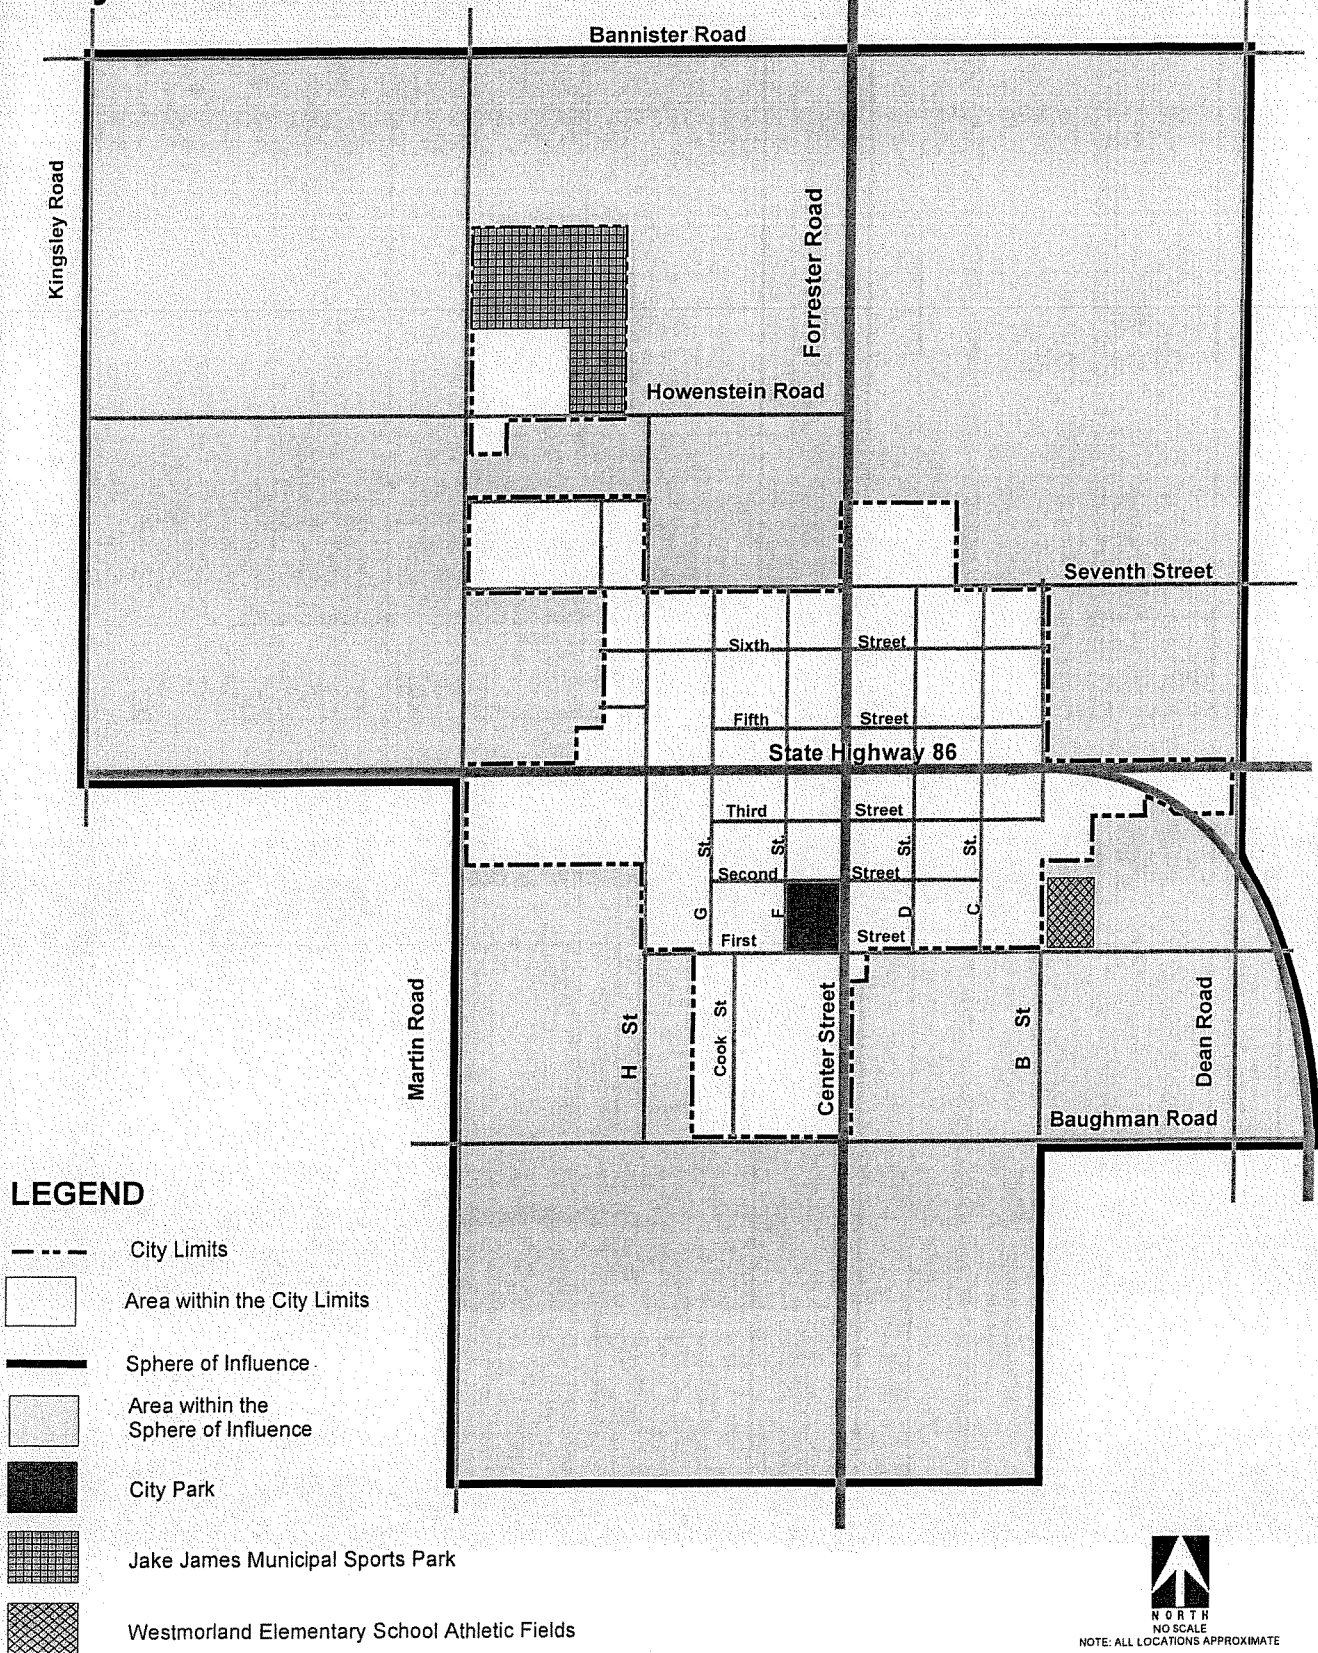 Bannister Road
Kingsley Road
Forrester Road
Howenstein Road
Seventh Street
Sixth Street
Fifth Street
State Highway 86
Third Street
Second Street
First Street
G St.
F St.
D St.
C St.
Martin Road
H St
Cook St
Center Street
B St
Dean Road
Baughman Road
LEGEND
City Limits
Area within the City Limits
Sphere of Influence
Area within the
Sphere of Influence
City Park
Jake James Municipal Sports Park
Westmorland Elementary School Athletic Fields
NORTH
NO SCALE
NOTE: ALL LOCATIONS APPROXIMATE